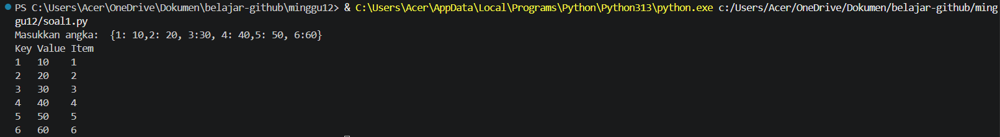 PS C:\Users\Acer\OneDrive\Dokumen\belajar-github\minggu12> & C:\Users\Acer\AppData\Local\Programs\Python\Python313\python.exe c:/Users/Acer/OneDrive/Dokumen/belajar-github/ming
gu12/soal1.py
Masukkan angka:  {1: 10,2: 20, 3:30, 4: 40,5: 50, 6:60}
Key Value Item
1   10    1
2   20    2
3   30    3
4   40    4
5   50    5
6   60    6